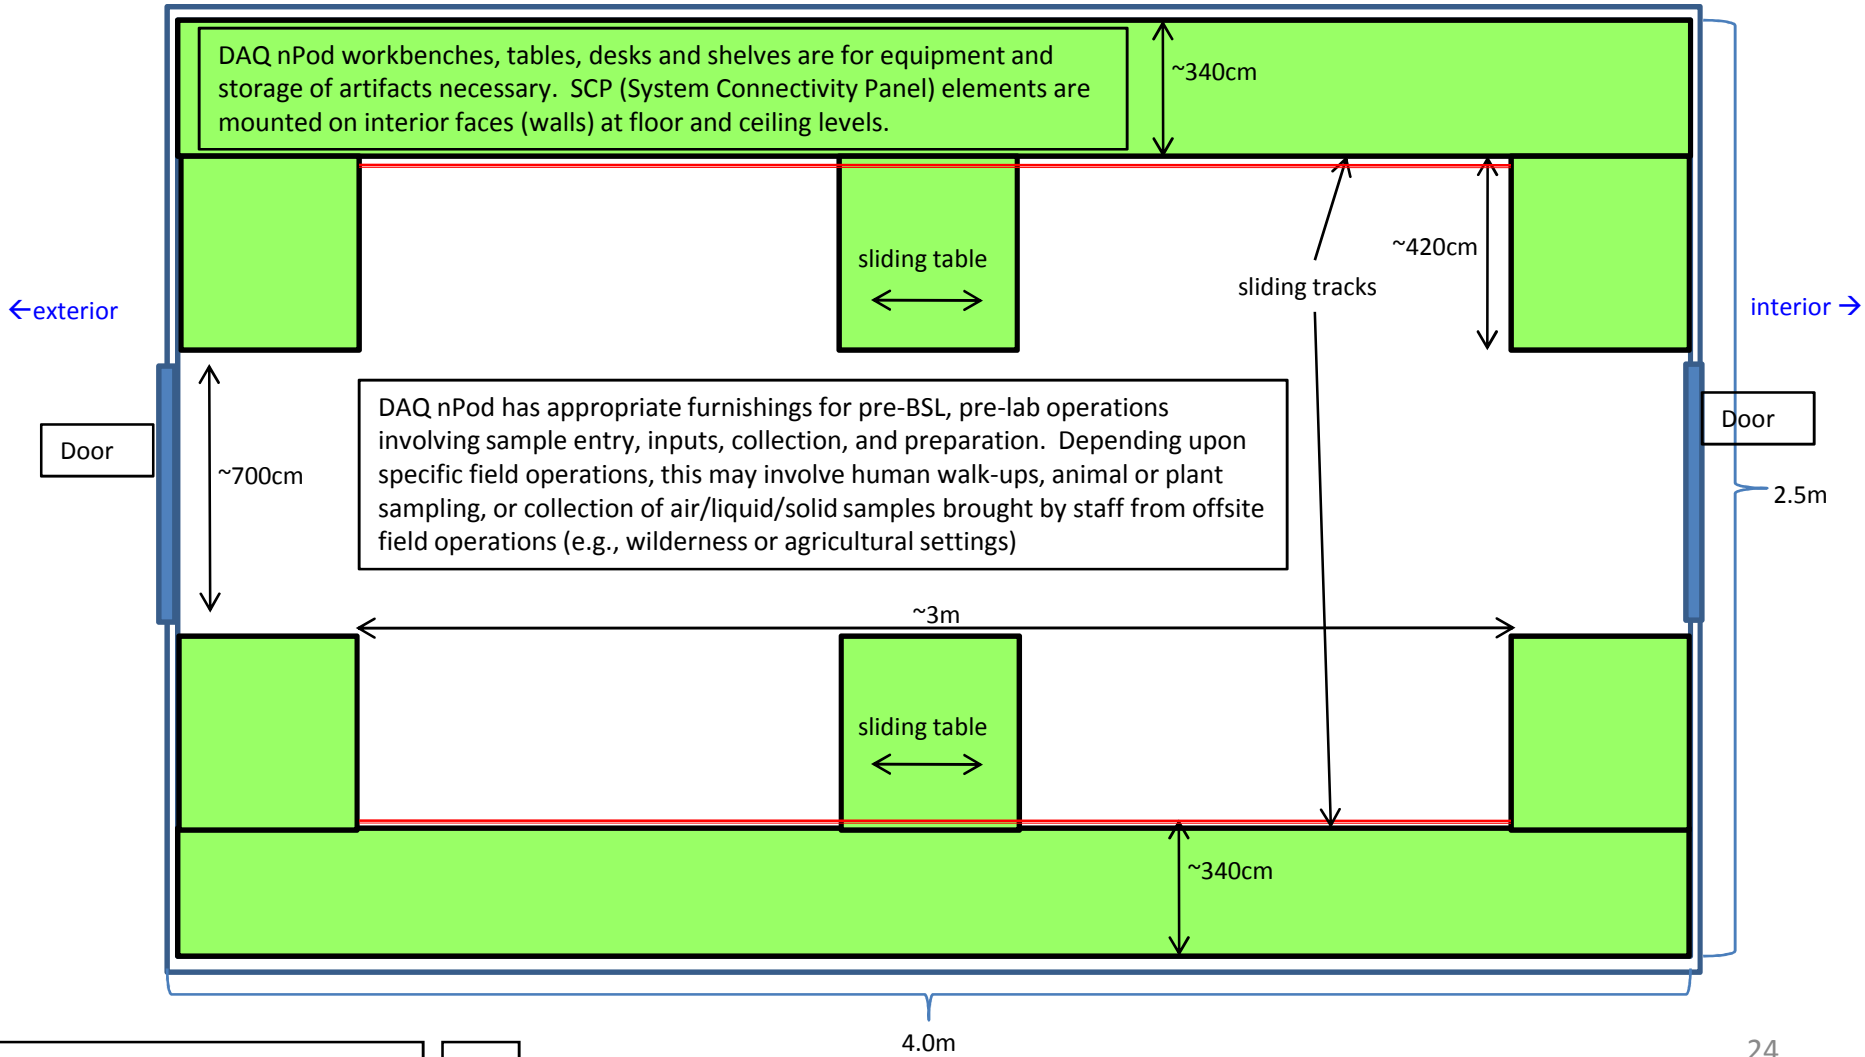 DAQ nPod workbenches, tables, desks and shelves are for equipment and
storage of artifacts necessary.  SCP (System Connectivity Panel) elements are
mounted on interior faces (walls) at floor and ceiling levels.
~340cm
sliding table
~420cm
sliding tracks
←exterior
interior →
DAQ nPod has appropriate furnishings for pre-BSL, pre-lab operations
involving sample entry, inputs, collection, and preparation.  Depending upon
specific field operations, this may involve human walk-ups, animal or plant
sampling, or collection of air/liquid/solid samples brought by staff from offsite
field operations (e.g., wilderness or agricultural settings)
Door
Door
~700cm
2.5m
~3m
sliding table
~340cm
4.0m
24